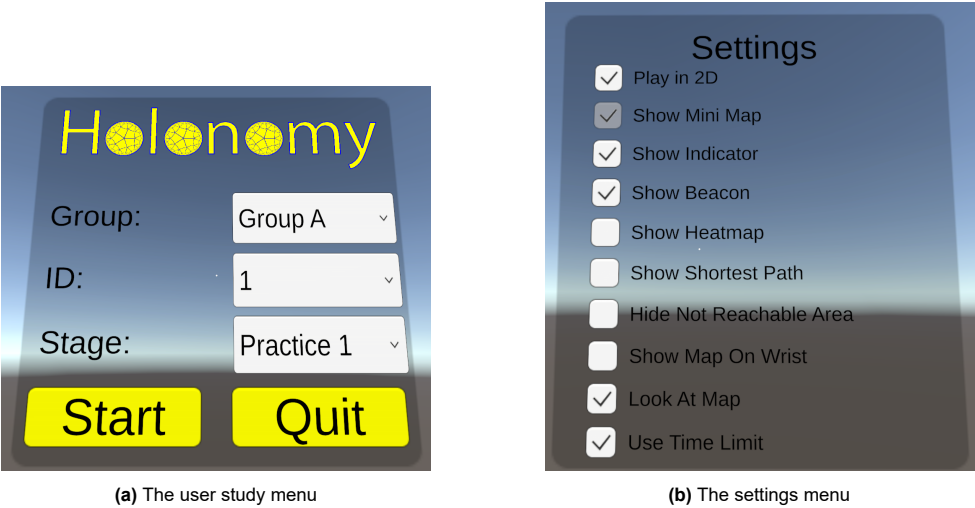 Holonomy
Group:
Group A
ID:
1
Stage:
Practice 1
Start
Quit
(a) The user study menu
Settings
Play in 2D
Show Mini Map
Show Indicator
Show Beacon
Show Heatmap
Show Shortest Path
Hide Not Reachable Area
Show Map On Wrist
Look At Map
Use Time Limit
(b) The settings menu